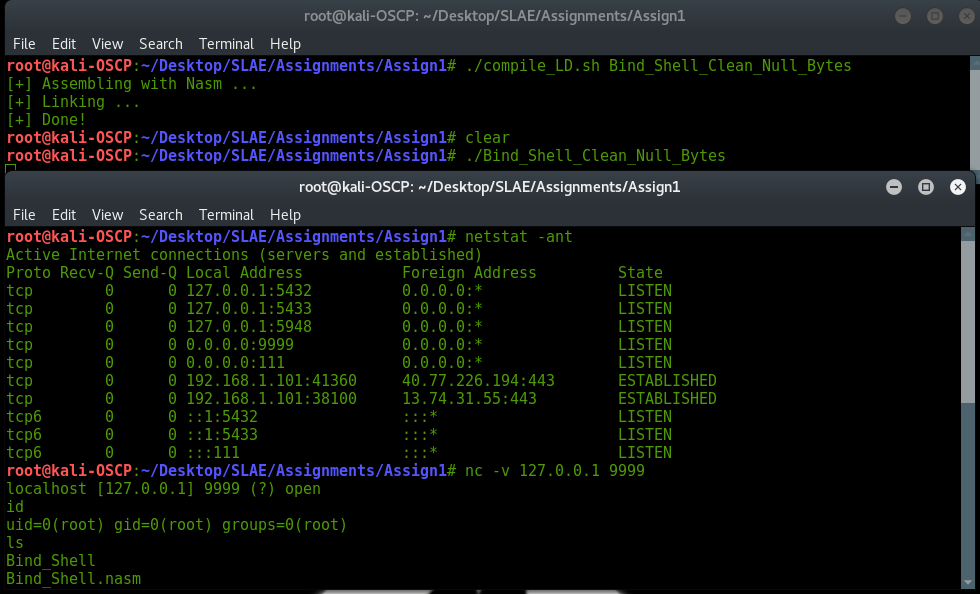 root@kali-OSCP: ~/Desktop/SLAE/Assignments/Assign1
File Edit View Search Terminal Help
root@kali-OSCP:~/Desktop/SLAE/Assignments/Assign1# ./compile_LD.sh Bind_Shell_Clean_Null_Bytes
[+] Assembling with Nasm ...
[+] Linking ...
[+] Done!
root@kali-OSCP:~/Desktop/SLAE/Assignments/Assign1# clear
root@kali-OSCP:~/Desktop/SLAE/Assignments/Assign1# ./Bind_Shell_Clean_Null_Bytes
root@kali-OSCP: ~/Desktop/SLAE/Assignments/Assign1
File Edit View Search Terminal Help
root@kali-OSCP:~/Desktop/SLAE/Assignments/Assign1# netstat -ant
Active Internet connections (servers and established)
Proto Recv-Q Send-Q Local Address           Foreign Address         State
tcp        0      0 127.0.0.1:5432          0.0.0.0:*               LISTEN
tcp        0      0 127.0.0.1:5433          0.0.0.0:*               LISTEN
tcp        0      0 127.0.0.1:5948          0.0.0.0:*               LISTEN
tcp        0      0 0.0.0.0:9999            0.0.0.0:*               LISTEN
tcp        0      0 0.0.0.0:111             0.0.0.0:*               LISTEN
tcp        0      0 192.168.1.101:41360     40.77.226.194:443       ESTABLISHED
tcp        0      0 192.168.1.101:38100     13.74.31.55:443         ESTABLISHED
tcp6       0      0 ::1:5432                :::*                    LISTEN
tcp6       0      0 ::1:5433                :::*                    LISTEN
tcp6       0      0 :::111                  :::*                    LISTEN
root@kali-OSCP:~/Desktop/SLAE/Assignments/Assign1# nc -v 127.0.0.1 9999
localhost [127.0.0.1] 9999 (?) open
id
uid=0(root) gid=0(root) groups=0(root)
ls
Bind_Shell
Bind_Shell.nasm